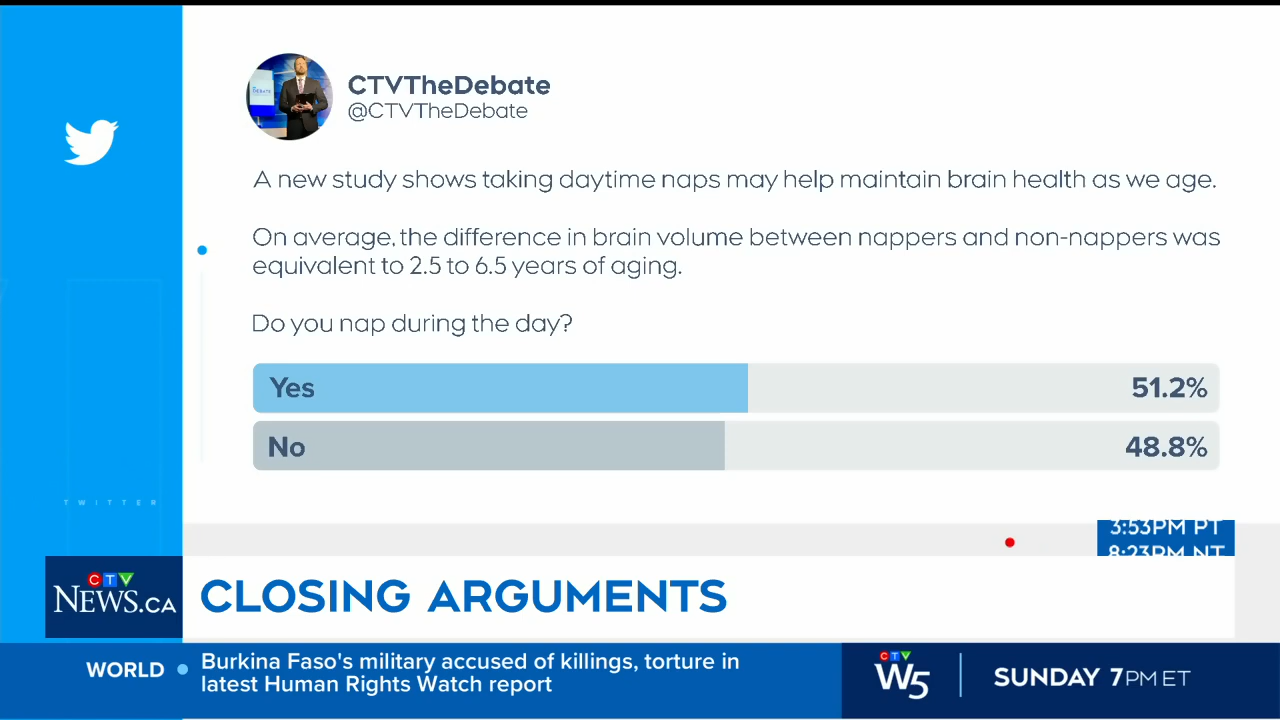 CTVTheDebate
@CTVTheDebate
A new study shows taking daytime naps may help maintain brain health as we age.
On average, the difference in brain volume between nappers and non-nappers was
equivalent to 2.5 to 6.5 years of aging.
Do you nap during the day?
Yes 51.2%
No 48.8%
TWITTER
3:53PM PT
8:23PM NT
CTV
NEWS.CA
CLOSING ARGUMENTS
WORLD
Burkina Faso's military accused of killings, torture in
latest Human Rights Watch report
CTV
W5
SUNDAY 7PM ET